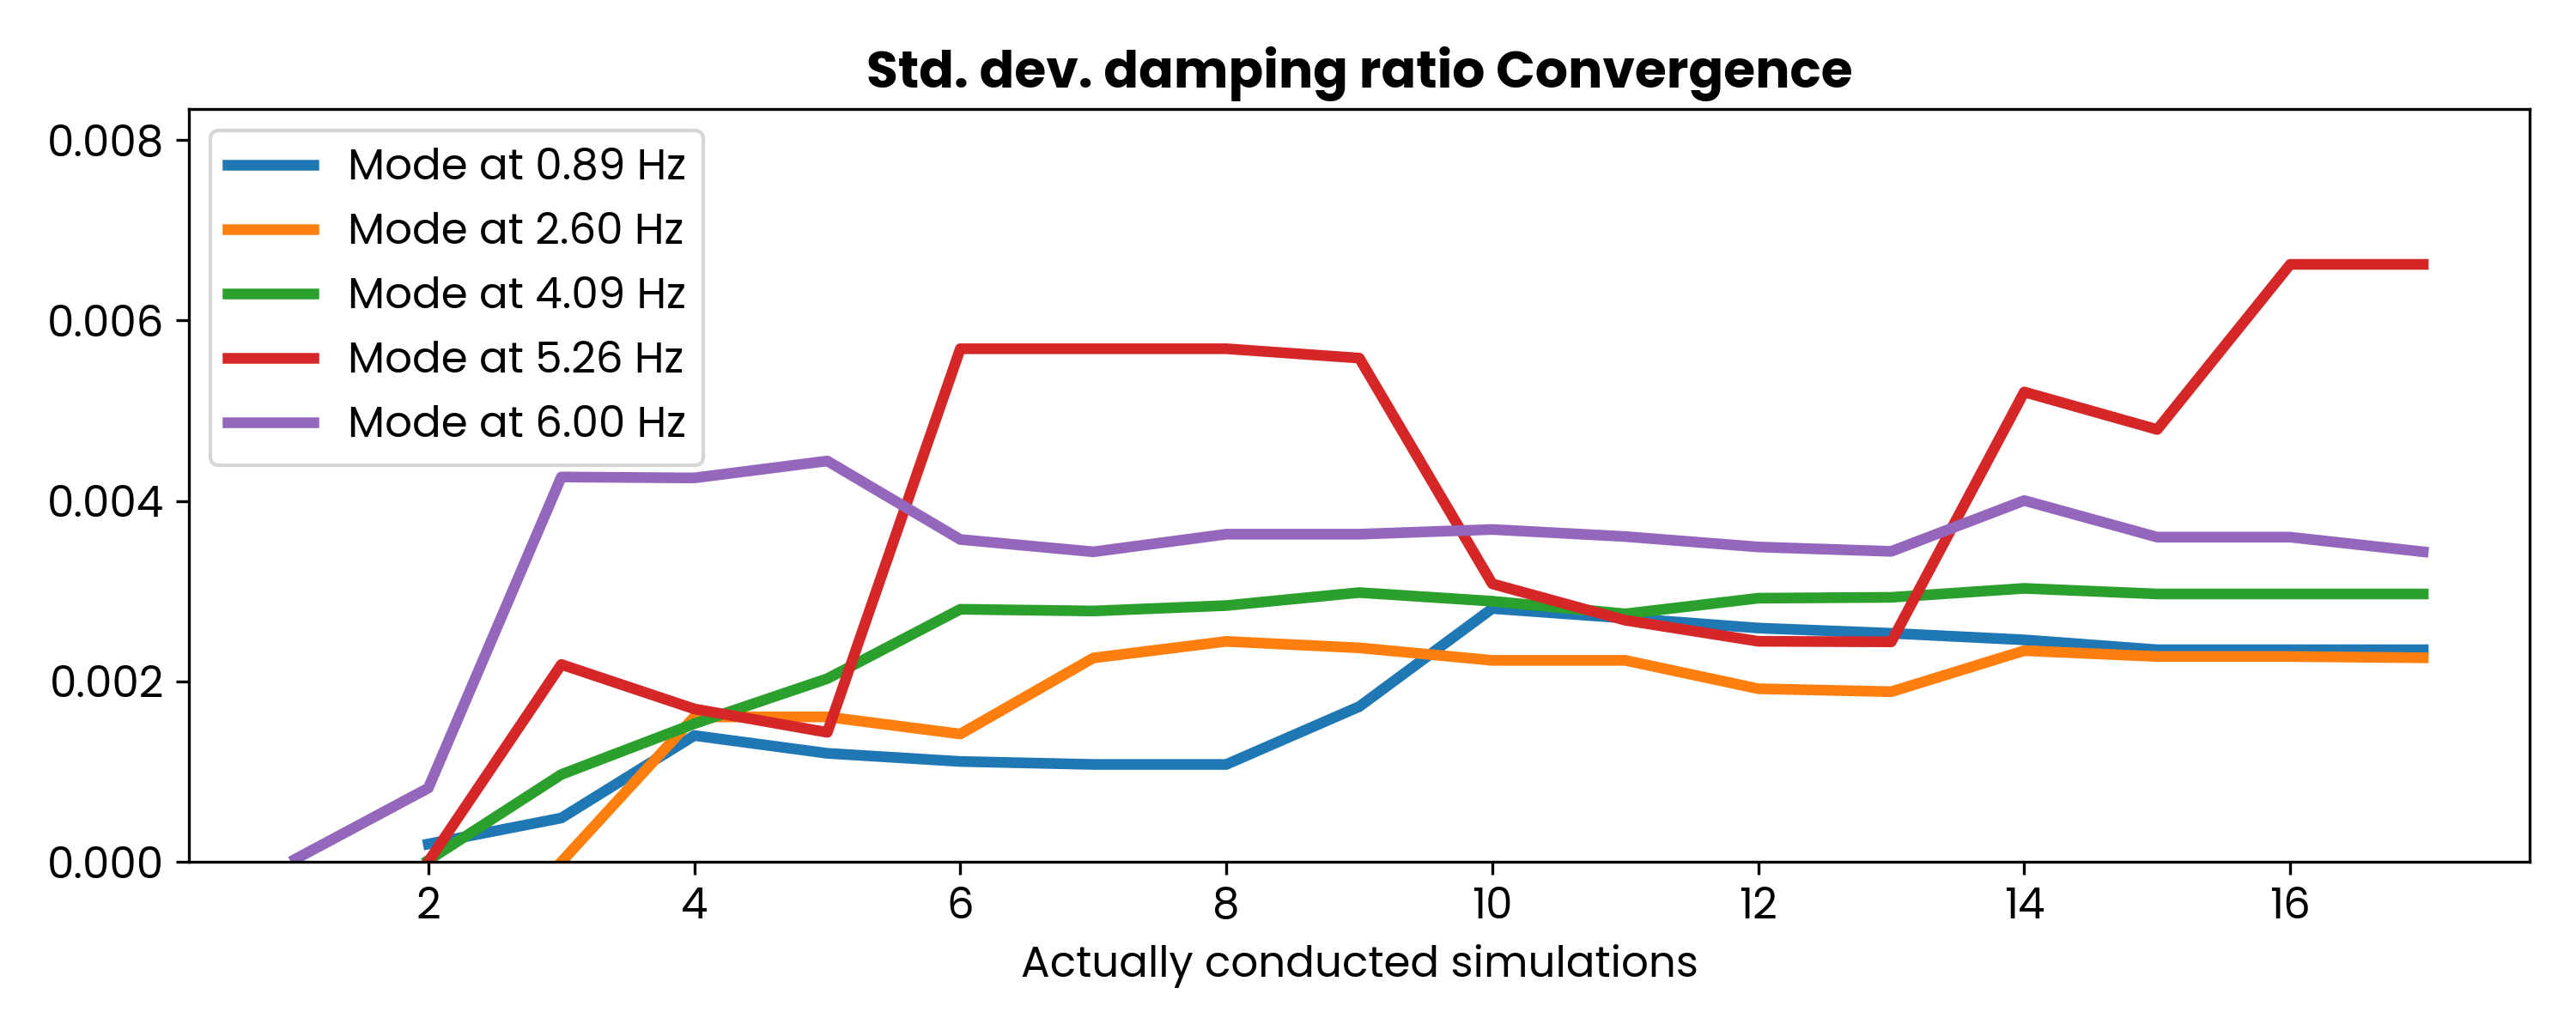 Std. dev. damping ratio Convergence
0.008
0.006
0.004
0.002
0.000
Mode at 0.89 Hz
Mode at 2.60 Hz
Mode at 4.09 Hz
Mode at 5.26 Hz
Mode at 6.00 Hz
2 4 6 8 10 12 14 16
Actually conducted simulations